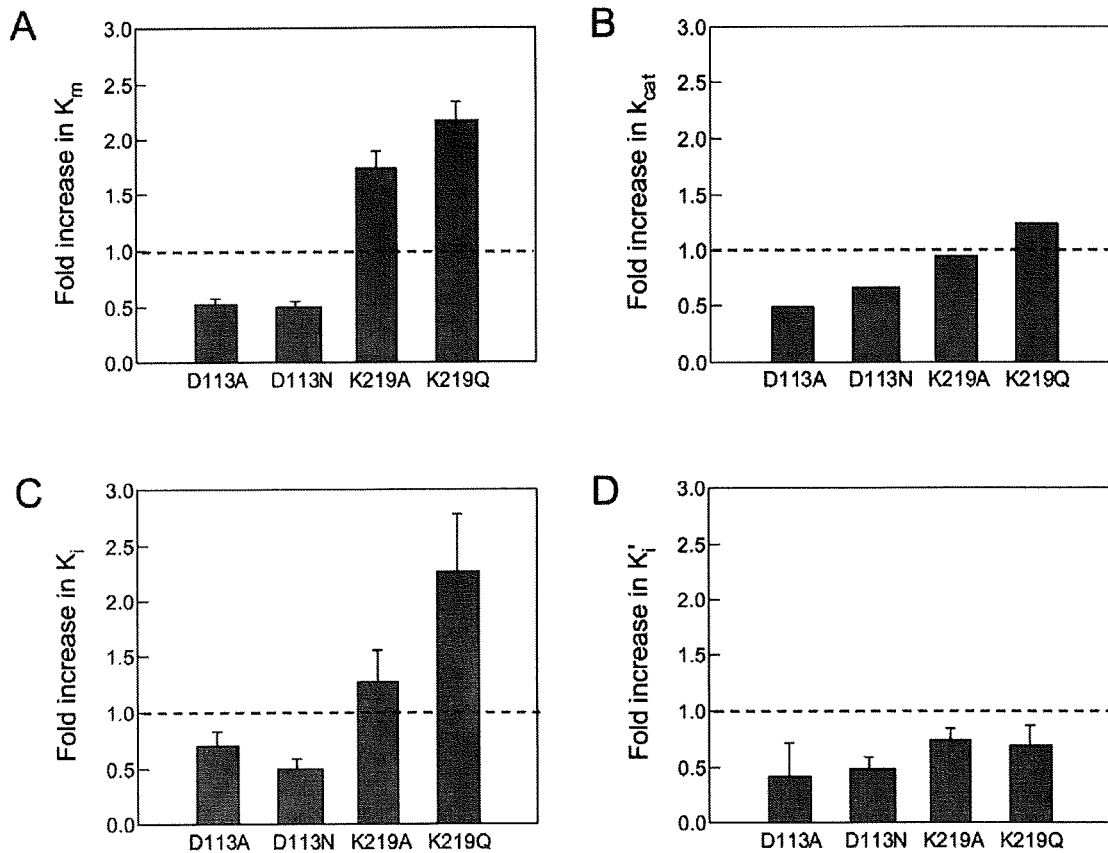 A
Fold increase in Km
3.0
2.5
2.0
1.5
1.0
0.5
0.0
D113A D113N K219A K219Q
B
Fold increase in kcat
3.0
2.5
2.0
1.5
1.0
0.5
0.0
D113A D113N K219A K219Q
C
Fold increase in Ki
3.0
2.5
2.0
1.5
1.0
0.5
0.0
D113A D113N K219A K219Q
D
Fold increase in Ki'
3.0
2.5
2.0
1.5
1.0
0.5
0.0
D113A D113N K219A K219Q